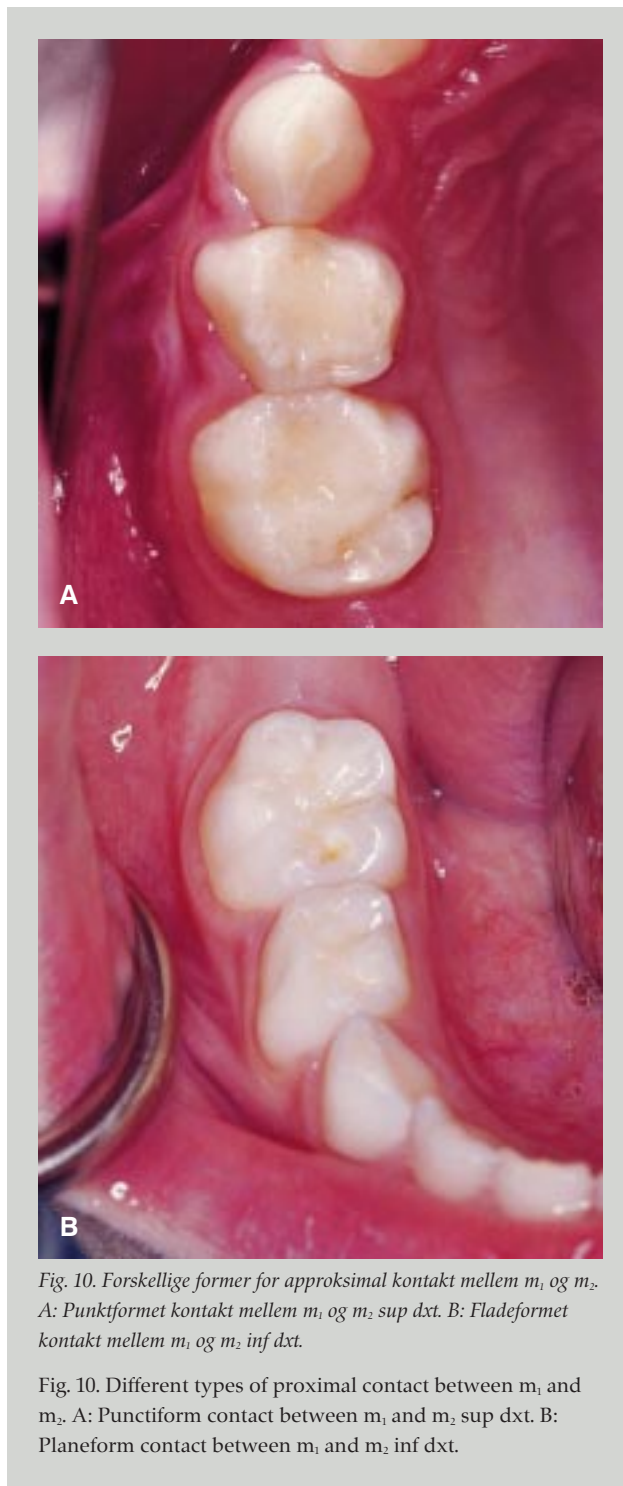 A
B
Fig. 10. Forskellige former for approksimal kontakt mellem m₁ og m₂.
A: Punktformet kontakt mellem m₁ og m₂ sup dxt. B: Fladeformet
kontakt mellem m₁ og m₂ inf dxt.
Fig. 10. Different types of proximal contact between m₁ and
m₂. A: Punctiform contact between m₁ and m₂ sup dxt. B:
Planeform contact between m₁ and m₂ inf dxt.